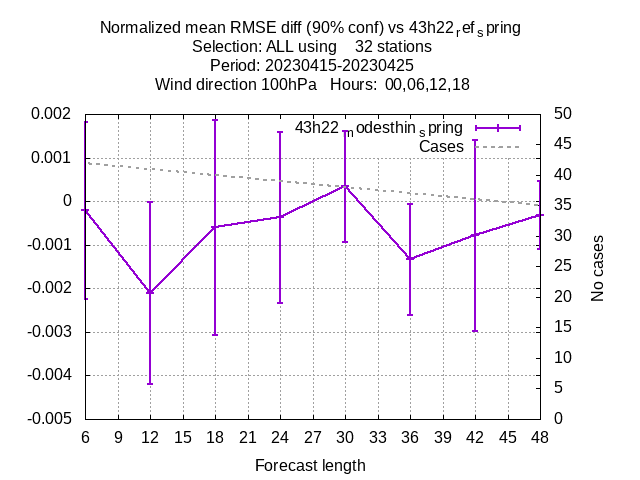 Normalized mean RMSE diff (90% conf) vs 43h22refspring
Selection: ALL using 32 stations
Period: 20230415-20230425
Wind direction 100hPa Hours: 00,06,12,18
43h22modesthinspring
Cases
0.002
0.001
0
-0.001
-0.002
-0.003
-0.004
-0.005
50
45
40
35
30
25
20
15
10
5
0
No cases
6 9 12 15 18 21 24 27 30 33 36 39 42 45 48
Forecast length